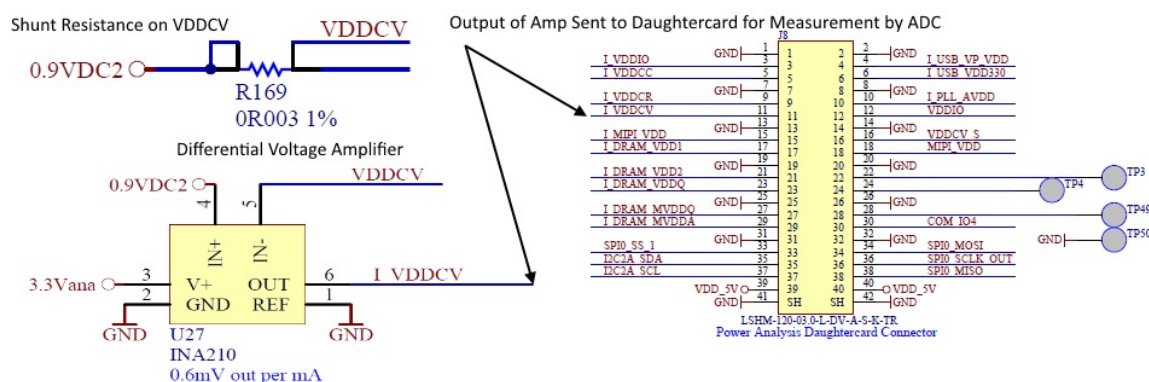 Shunt Resistance on VDDCV
VDDCV
0.9VDC2
R169
0R003 1%
Differential Voltage Amplifier
0.9VDC2
VDDCV
4
5
IN+
IN-
3.3Vana
3
V+
OUT
6
I_VDDCV
2
GND
REF
1
GND
GND
U27
INA210
0.6mV out per mA
Output of Amp Sent to Daughtercard for Measurement by ADC
J8
GND 1 1 2 2 GND
I_VDDIO 3 3 4 4 I_USB_VP_VDD
I_VDDCC 5 5 6 6 I_USB_VDD330
GND 7 7 8 8 GND
I_VDDCR 9 9 10 10 I_PLL_AVDD
I_VDDCV 11 11 12 12 VDDIO
GND 13 13 14 14 GND
I_MIPI_VDD 15 15 16 16 VDDCV_S
I_DRAM_VDD1 17 17 18 18 MIPI_VDD
GND 19 19 20 20 GND
I_DRAM_VDD2 21 21 22 22 TP3
I_DRAM_VDDQ 23 23 24 24 TP4
GND 25 25 26 26 GND
I_DRAM_MVDDQ 27 27 28 28 TP49
I_DRAM_MVDDA 29 29 30 30 COM_IO4
GND 31 31 32 32 GND GND TP50
SPI0_SS_1 33 33 34 34 SPI0_MOSI
I2C2A_SDA 35 35 36 36 SPI0_SCLK_OUT
I2C2A_SCL 37 37 38 38 SPI0_MISO
VDD_5V 39 39 40 40 VDD_5V
GND 41 SH SH 42 GND
LSHM-120-03.0-L-DV-A-S-K-TR
Power Analysis Daughtercard Connector